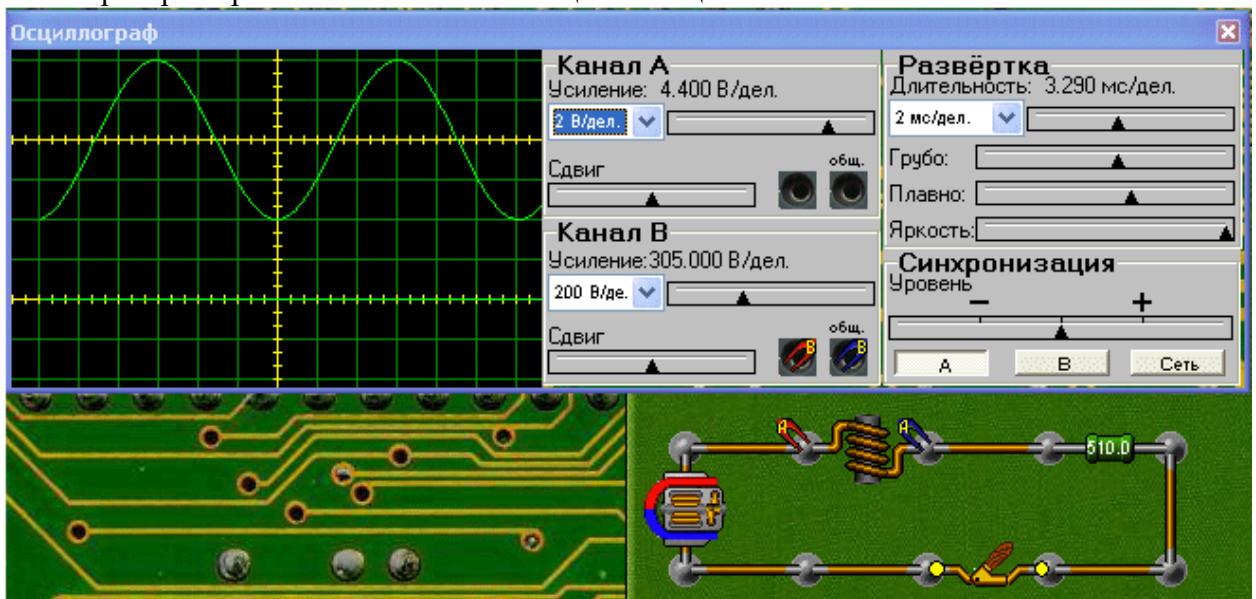 Осциллограф
Канал А
Усиление: 4.400 В/дел.
2 В/дел.
Сдвиг
общ.
Канал В
Усиление:305.000 В/дел.
200 В/де.
Сдвиг
общ.
B
B
Развёртка
Длительность: 3.290 мс/дел.
2 мс/дел.
Грубо:
Плавно:
Яркость:
Синхронизация
Уровень
– +
А
В
Сеть
A
A
510.0